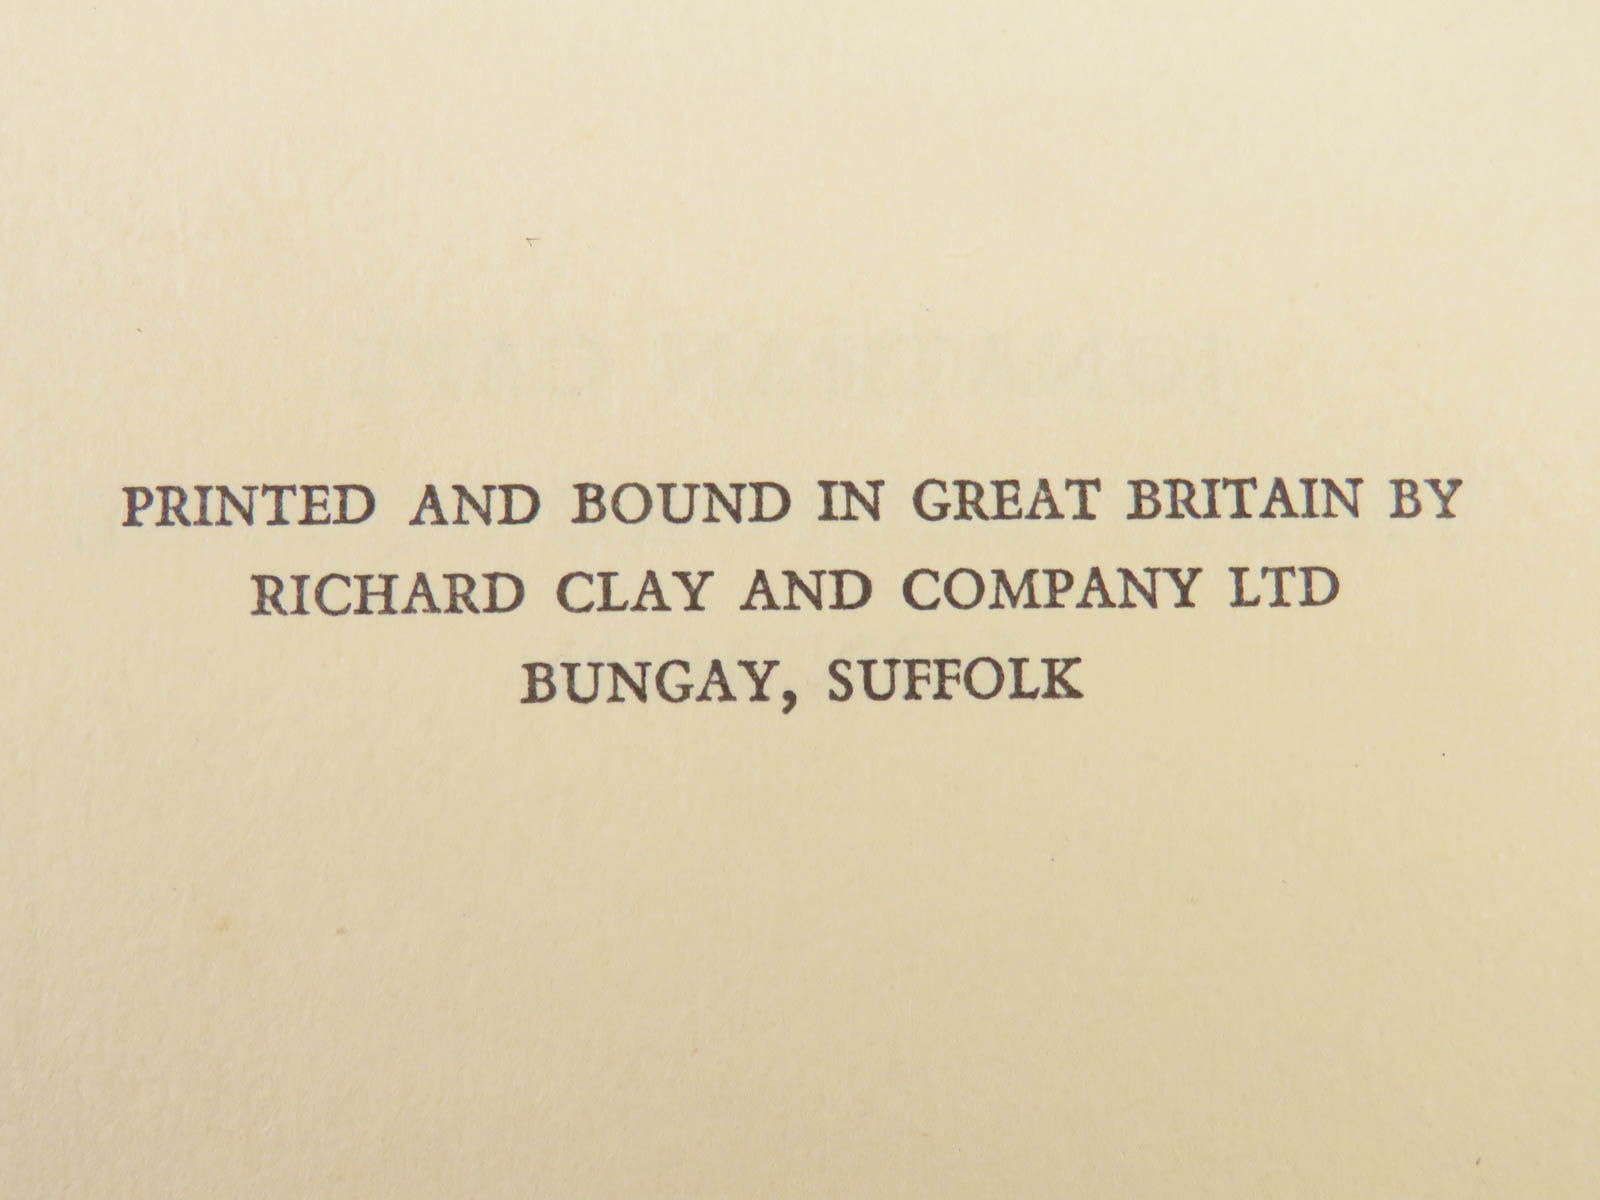 PRINTED AND BOUND IN GREAT BRITAIN BY
RICHARD CLAY AND COMPANY LTD
BUNGAY, SUFFOLK